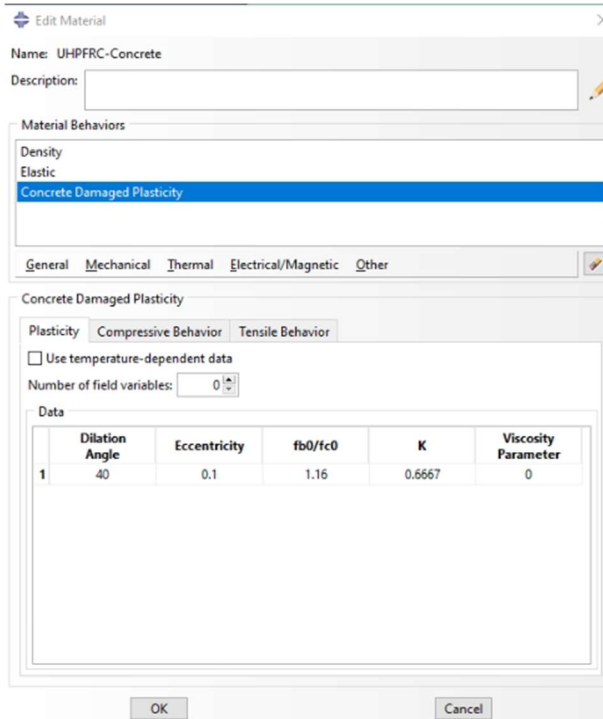 Edit Material
Name: UHPFRC-Concrete
Description:
Material Behaviors
Density
Elastic
Concrete Damaged Plasticity
General Mechanical Thermal Electrical/Magnetic Other
Concrete Damaged Plasticity
Plasticity Compressive Behavior Tensile Behavior
Use temperature-dependent data
Number of field variables: 0
Data
Dilation Angle Eccentricity fb0/fc0 K Viscosity Parameter
1 40 0.1 1.16 0.6667 0
OK Cancel